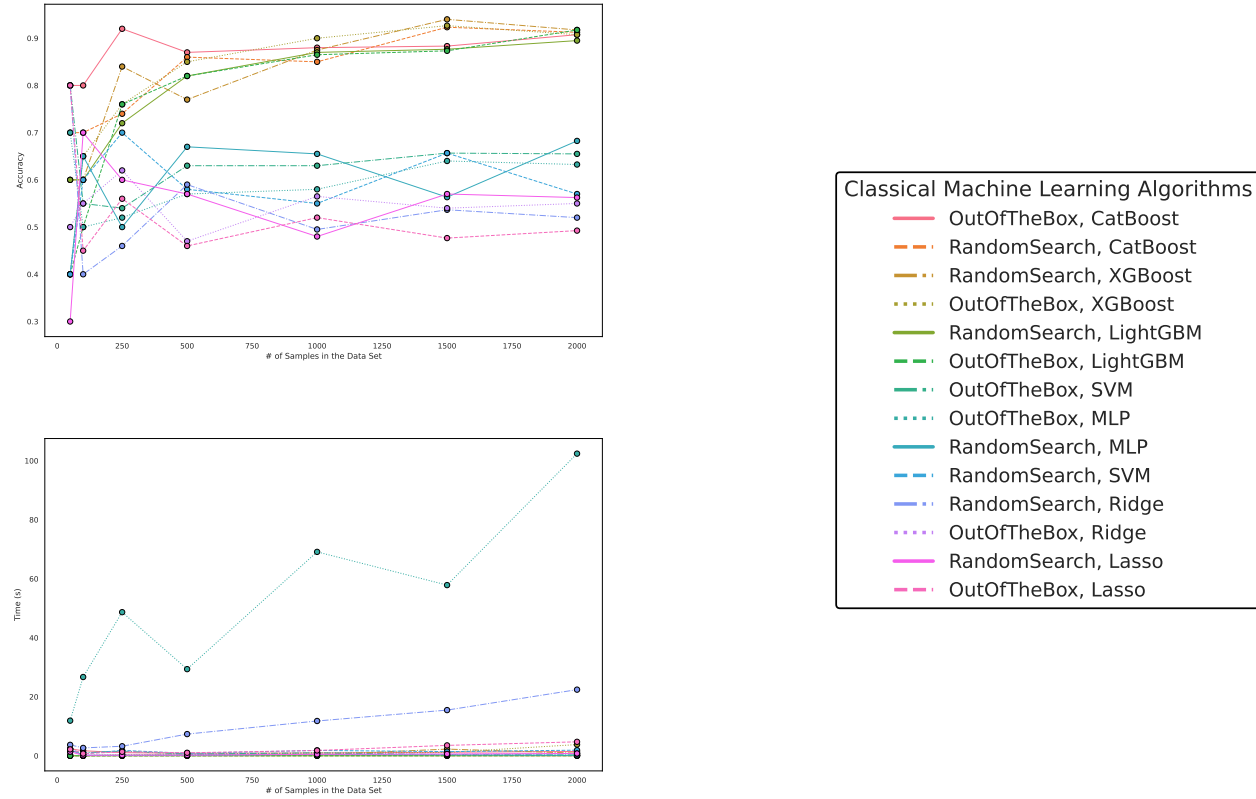 0.9
0.8
0.7
0.6
0.5
0.4
0.3
Accuracy
0 250 500 750 1000 1250 1500 1750 2000
# of Samples in the Data Set
Classical Machine Learning Algorithms
OutOfTheBox, CatBoost
RandomSearch, CatBoost
RandomSearch, XGBoost
OutOfTheBox, XGBoost
RandomSearch, LightGBM
OutOfTheBox, LightGBM
OutOfTheBox, SVM
OutOfTheBox, MLP
RandomSearch, MLP
RandomSearch, SVM
RandomSearch, Ridge
OutOfTheBox, Ridge
RandomSearch, Lasso
OutOfTheBox, Lasso
100
80
60
40
20
0
Time (s)
0 250 500 750 1000 1250 1500 1750 2000
# of Samples in the Data Set